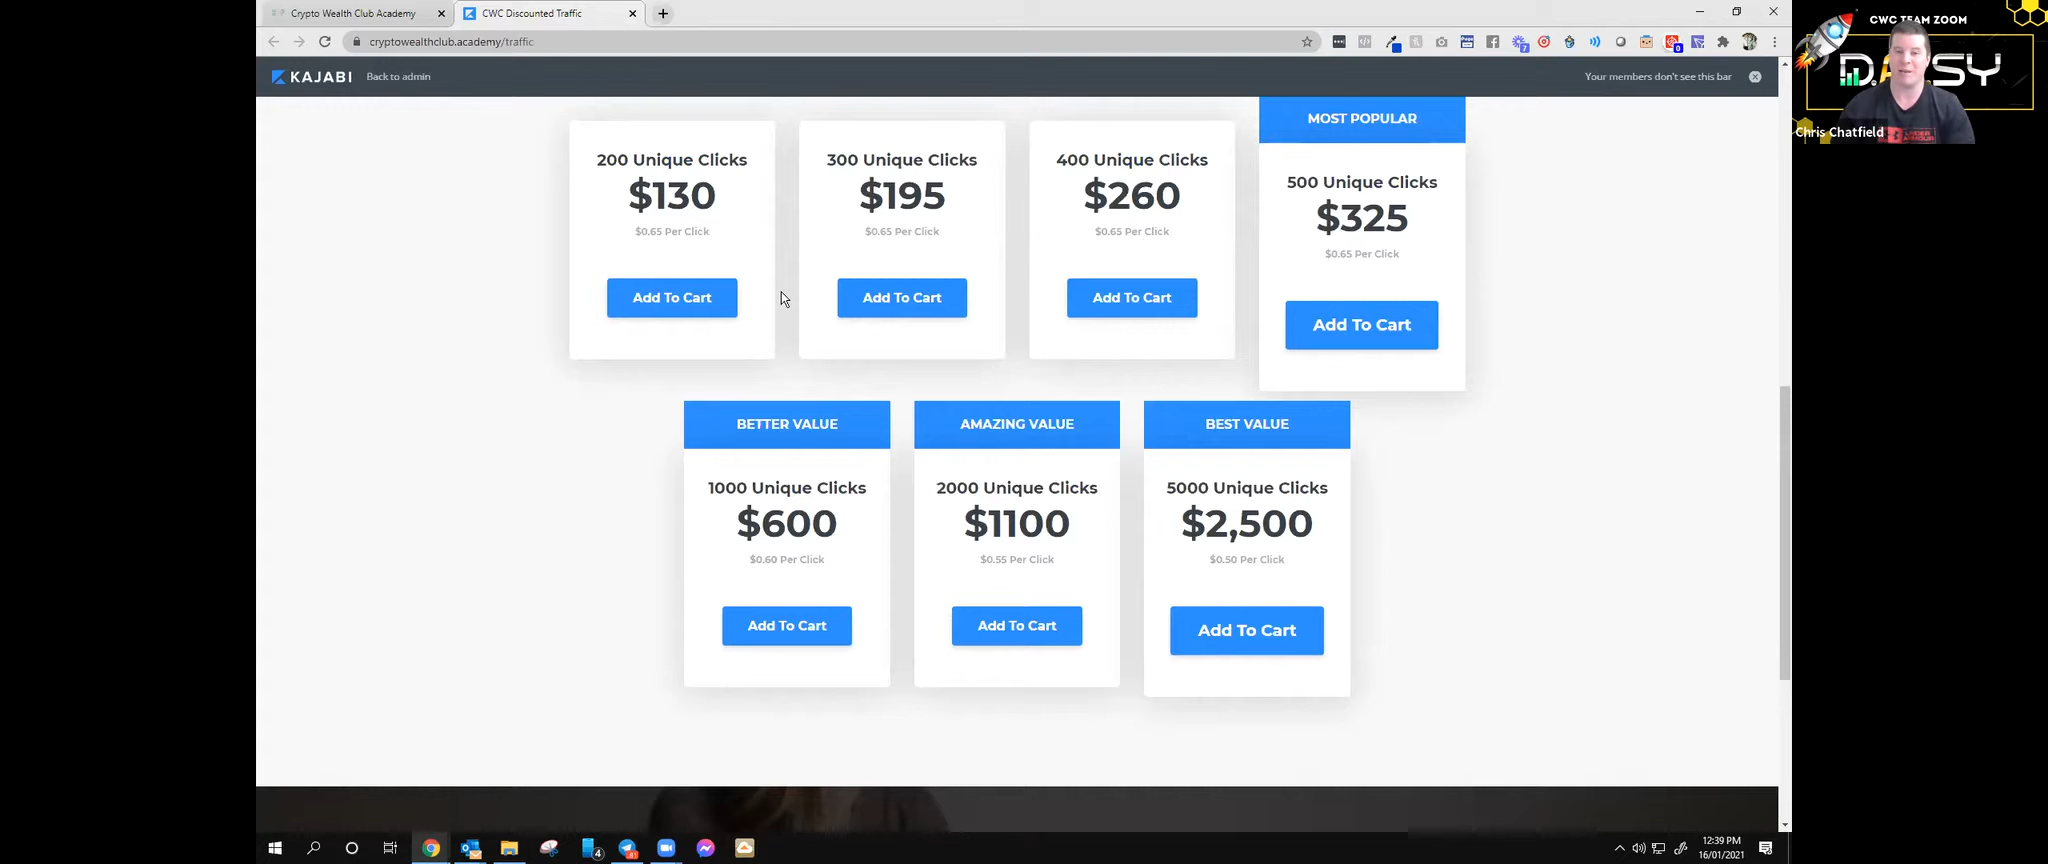 Crypto Wealth Club Academy
CWC Discounted Traffic
cryptowealthclub.academy/traffic
KAJABI
Back to admin
Your members don't see this bar
CWC TEAM ZOOM
Chris Chatfield
200 Unique Clicks
$130
$0.65 Per Click
Add To Cart
300 Unique Clicks
$195
$0.65 Per Click
Add To Cart
400 Unique Clicks
$260
$0.65 Per Click
Add To Cart
MOST POPULAR
500 Unique Clicks
$325
$0.65 Per Click
Add To Cart
BETTER VALUE
1000 Unique Clicks
$600
$0.60 Per Click
Add To Cart
AMAZING VALUE
2000 Unique Clicks
$1100
$0.55 Per Click
Add To Cart
BEST VALUE
5000 Unique Clicks
$2,500
$0.50 Per Click
Add To Cart
12:39 PM
16/01/2021